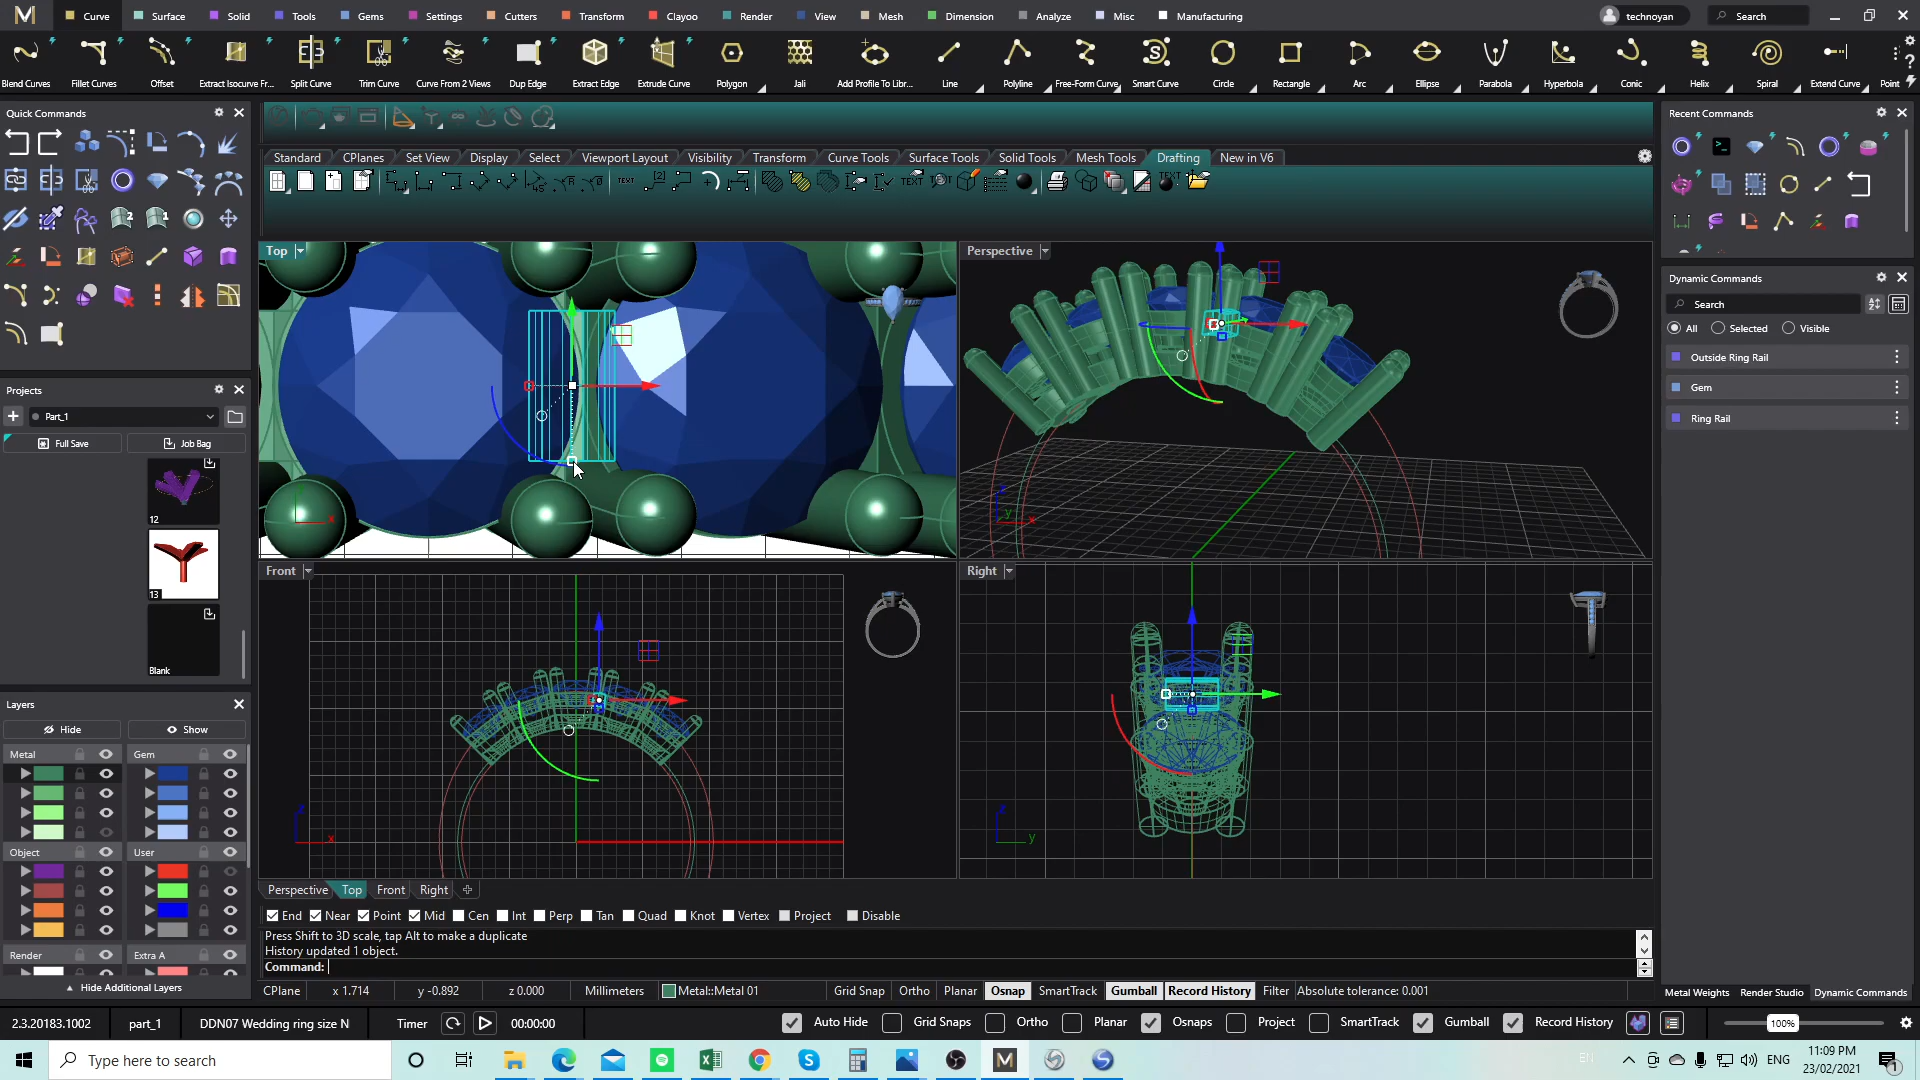 Curve Surface Solid Tools Gems Settings Cutters Transform Clayoo Render View Mesh Dimension Analyze Misc Manufacturing technoyan Search
Blend Curves Fillet Curves Offset Extract Isocurve Fr... Split Curve Trim Curve Curve From 2 Views Dup Edge Extract Edge Extrude Curve Polygon Jali Add Profile To Libr... Line Polyline Free-Form Curve Smart Curve Circle Rectangle Arc Ellipse Parabola Hyperbola Conic Helix Spiral Extend Curve Point
Quick Commands
Recent Commands
Standard CPlanes Set View Display Select Viewport Layout Visibility Transform Curve Tools Surface Tools Solid Tools Mesh Tools Drafting New in V6
Top
Perspective
Dynamic Commands
Search
All Selected Visible
Outside Ring Rail
Gem
Ring Rail
Projects
Part_1
Full Save Job Bag
12
13
Blank
Front
Right
Layers
Hide Show
Metal Gem
Object User
Render Extra A
Hide Additional Layers
Perspective Top Front Right
End Near Point Mid Cen Int Perp Tan Quad Knot Vertex Project Disable
Press Shift to 3D scale, tap Alt to make a duplicate
History updated 1 object.
Command:
CPlane x 1.714 y -0.892 z 0.000 Millimeters Metal::Metal 01 Grid Snap Ortho Planar Osnap SmartTrack Gumball Record History Filter Absolute tolerance: 0.001
Metal Weights Render Studio Dynamic Commands
2.3.20183.1002 part_1 DDN07 Wedding ring size N Timer 00:00:00 Auto Hide Grid Snaps Ortho Planar Osnaps Project SmartTrack Gumball Record History 100%
Type here to search
ENG
11:09 PM
23/02/2021